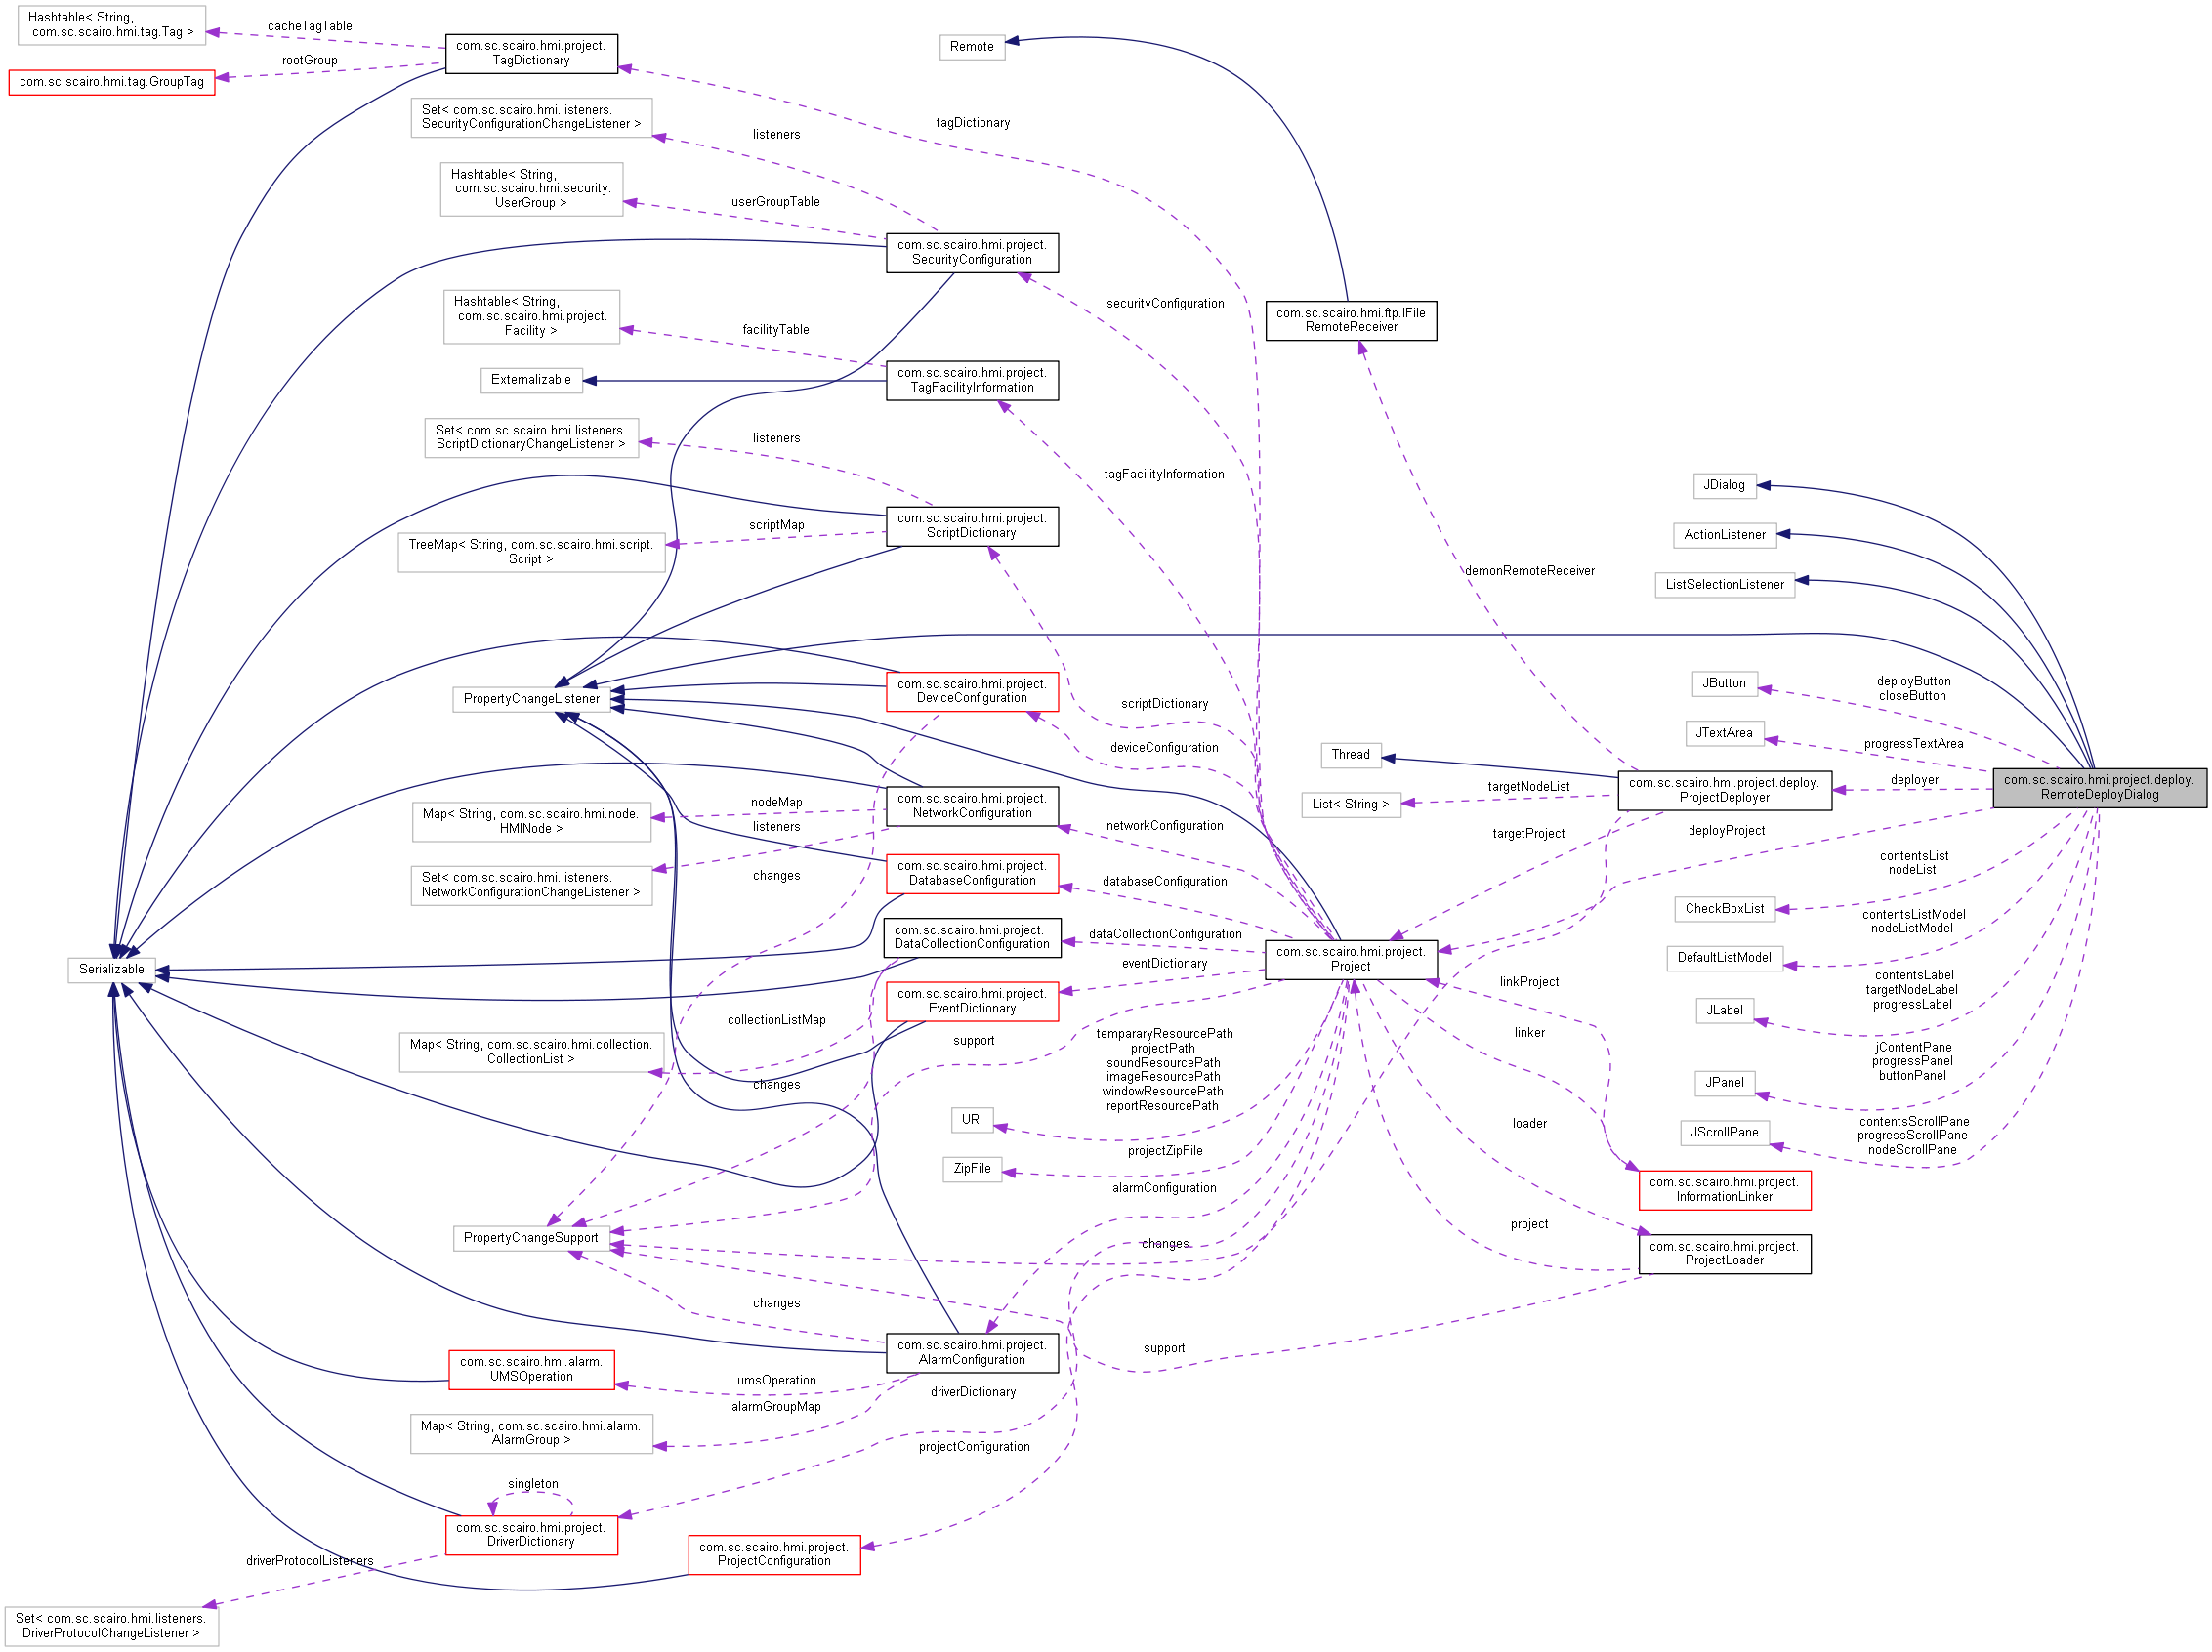 Hashtable< String,
com.sc.scairo.hmi.tag.Tag >
cacheTagTable
com.sc.scairo.hmi.project.
TagDictionary
rootGroup
com.sc.scairo.hmi.tag.GroupTag
Remote
Set< com.sc.scairo.hmi.listeners.
SecurityConfigurationChangeListener >
listeners
tagDictionary
Hashtable< String,
com.sc.scairo.hmi.security.
UserGroup >
userGroupTable
com.sc.scairo.hmi.project.
SecurityConfiguration
Hashtable< String,
com.sc.scairo.hmi.project.
Facility >
facilityTable
securityConfiguration
com.sc.scairo.hmi.ftp.IFile
RemoteReceiver
Externalizable
com.sc.scairo.hmi.project.
TagFacilityInformation
Set< com.sc.scairo.hmi.listeners.
ScriptDictionaryChangeListener >
listeners
tagFacilityInformation
JDialog
com.sc.scairo.hmi.project.
ScriptDictionary
scriptMap
TreeMap< String, com.sc.scairo.hmi.script.
Script >
ActionListener
demonRemoteReceiver
ListSelectionListener
PropertyChangeListener
com.sc.scairo.hmi.project.
DeviceConfiguration
scriptDictionary
JButton
deployButton
closeButton
deviceConfiguration
Thread
JTextArea
progressTextArea
com.sc.scairo.hmi.project.deploy.
ProjectDeployer
deployer
com.sc.scairo.hmi.project.deploy.
RemoteDeployDialog
List< String >
targetNodeList
Map< String, com.sc.scairo.hmi.node.
HMINode >
nodeMap
listeners
com.sc.scairo.hmi.project.
NetworkConfiguration
networkConfiguration
targetProject
deployProject
Set< com.sc.scairo.hmi.listeners.
NetworkConfigurationChangeListener >
changes
com.sc.scairo.hmi.project.
DatabaseConfiguration
databaseConfiguration
contentsList
nodeList
CheckBoxList
com.sc.scairo.hmi.project.
DataCollectionConfiguration
dataCollectionConfiguration
com.sc.scairo.hmi.project.
Project
contentsListModel
nodeListModel
DefaultListModel
Serializable
eventDictionary
com.sc.scairo.hmi.project.
EventDictionary
linkProject
contentsLabel
targetNodeLabel
progressLabel
JLabel
collectionListMap
Map< String, com.sc.scairo.hmi.collection.
CollectionList >
support
linker
changes
tempararyResourcePath
projectPath
soundResourcePath
imageResourcePath
windowResourcePath
reportResourcePath
URI
jContentPane
progressPanel
buttonPanel
JPanel
loader
contentsScrollPane
progressScrollPane
nodeScrollPane
JScrollPane
projectZipFile
ZipFile
alarmConfiguration
com.sc.scairo.hmi.project.
InformationLinker
PropertyChangeSupport
changes
project
com.sc.scairo.hmi.project.
ProjectLoader
changes
com.sc.scairo.hmi.project.
AlarmConfiguration
support
com.sc.scairo.hmi.alarm.
UMSOperation
umsOperation
alarmGroupMap
driverDictionary
Map< String, com.sc.scairo.hmi.alarm.
AlarmGroup >
projectConfiguration
singleton
com.sc.scairo.hmi.project.
DriverDictionary
driverProtocolListeners
com.sc.scairo.hmi.project.
ProjectConfiguration
Set< com.sc.scairo.hmi.listeners.
DriverProtocolChangeListener >